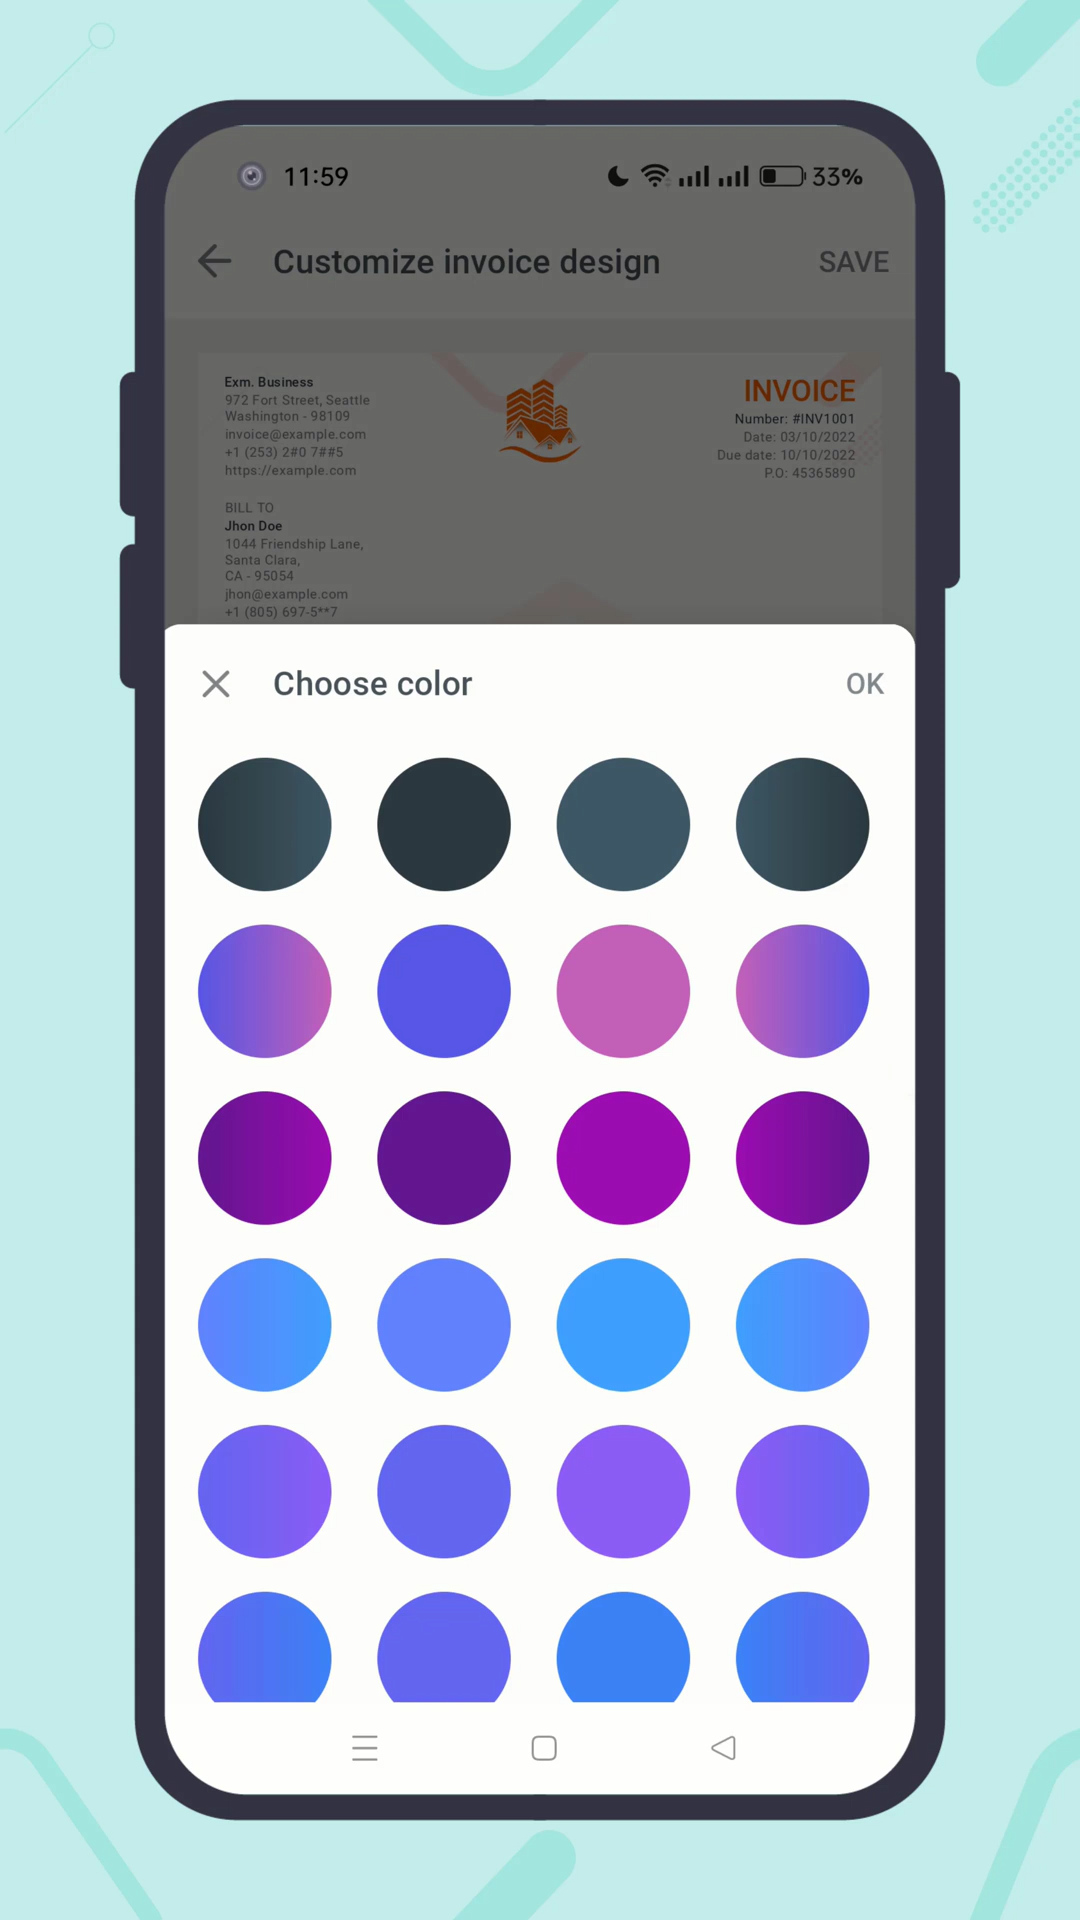 11:59
33%
Customize invoice design
SAVE
Exm. Business
972 Fort Street, Seattle
Washington - 98109
invoice@example.com
+1 (253) 2#0 7##5
https://example.com
INVOICE
Number: #INV1001
Date: 03/10/2022
Due date: 10/10/2022
P.O: 45365890
BILL TO
Jhon Doe
1044 Friendship Lane,
Santa Clara,
CA - 95054
jhon@example.com
+1 (805) 697-5**7
Choose color
OK